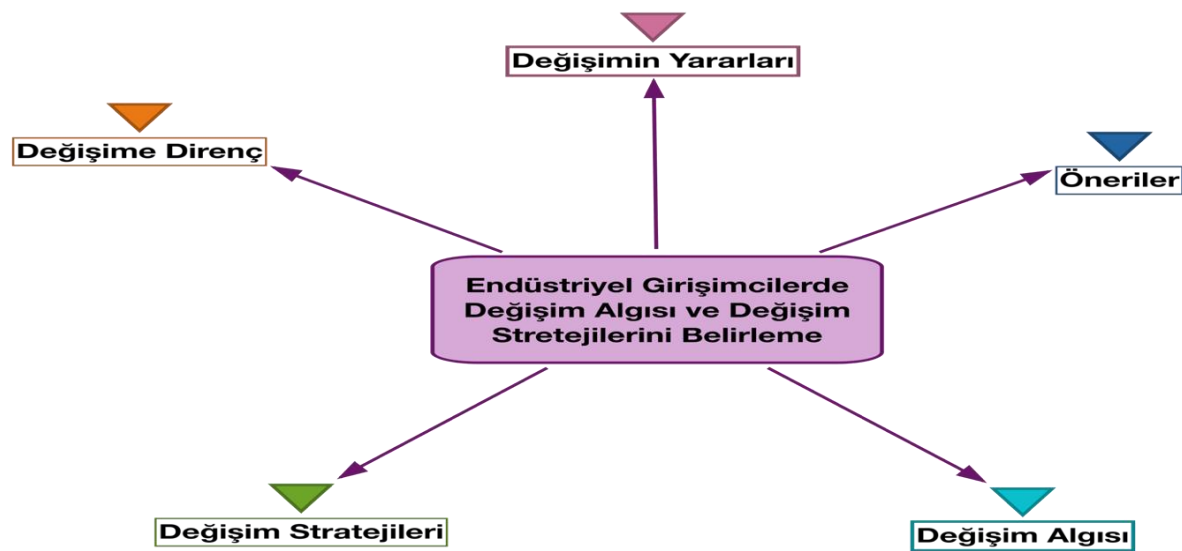 Değişimin Yararları
Değişime Direnç
Öneriler
Endüstriyel Girişimcilerde
Değişim Algısı ve Değişim
Stretejilerini Belirleme
Değişim Stratejileri
Değişim Algısı